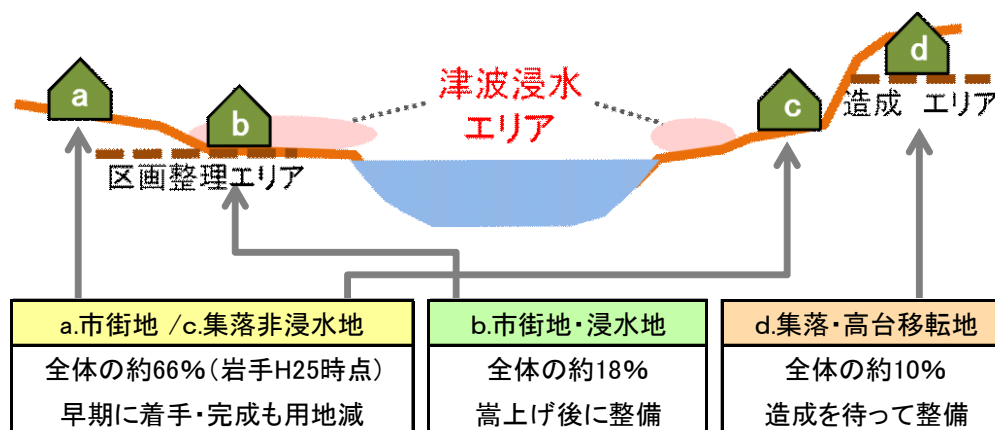 a
b
津波浸水
エリア
c
d
造成 エリア
区画整理エリア
a.市街地 /c.集落非浸水地
全体の約66%(岩手H25時点)
早期に着手・完成も用地減
b.市街地・浸水地
全体の約18%
嵩上げ後に整備
d.集落・高台移転地
全体の約10%
造成を待って整備